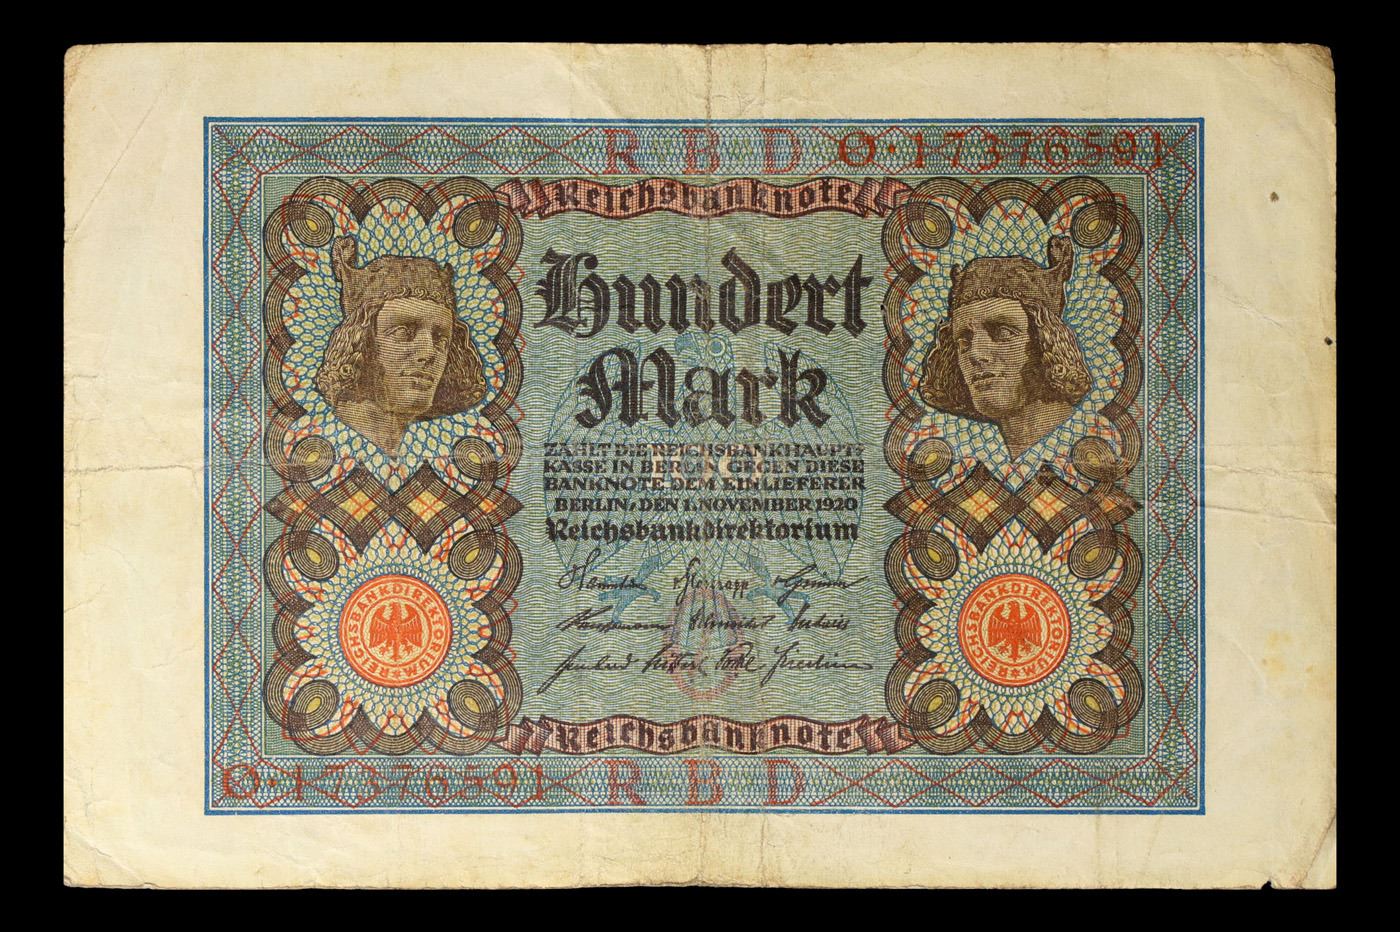 R B D O·17376591
Reichsbanknote
Hundert
Mark
ZAHLT DIE REICHSBANKHAUPT-
KASSE IN BERLIN GEGEN DIESE
BANKNOTE DEM EINLIEFERER
BERLIN, DEN 1. NOVEMBER 1920
Reichsbankdirektorium
REICHSBANKDIREKTORIUM
REICHSBANKDIREKTORIUM
Reichsbanknote
O·17376591 R B D